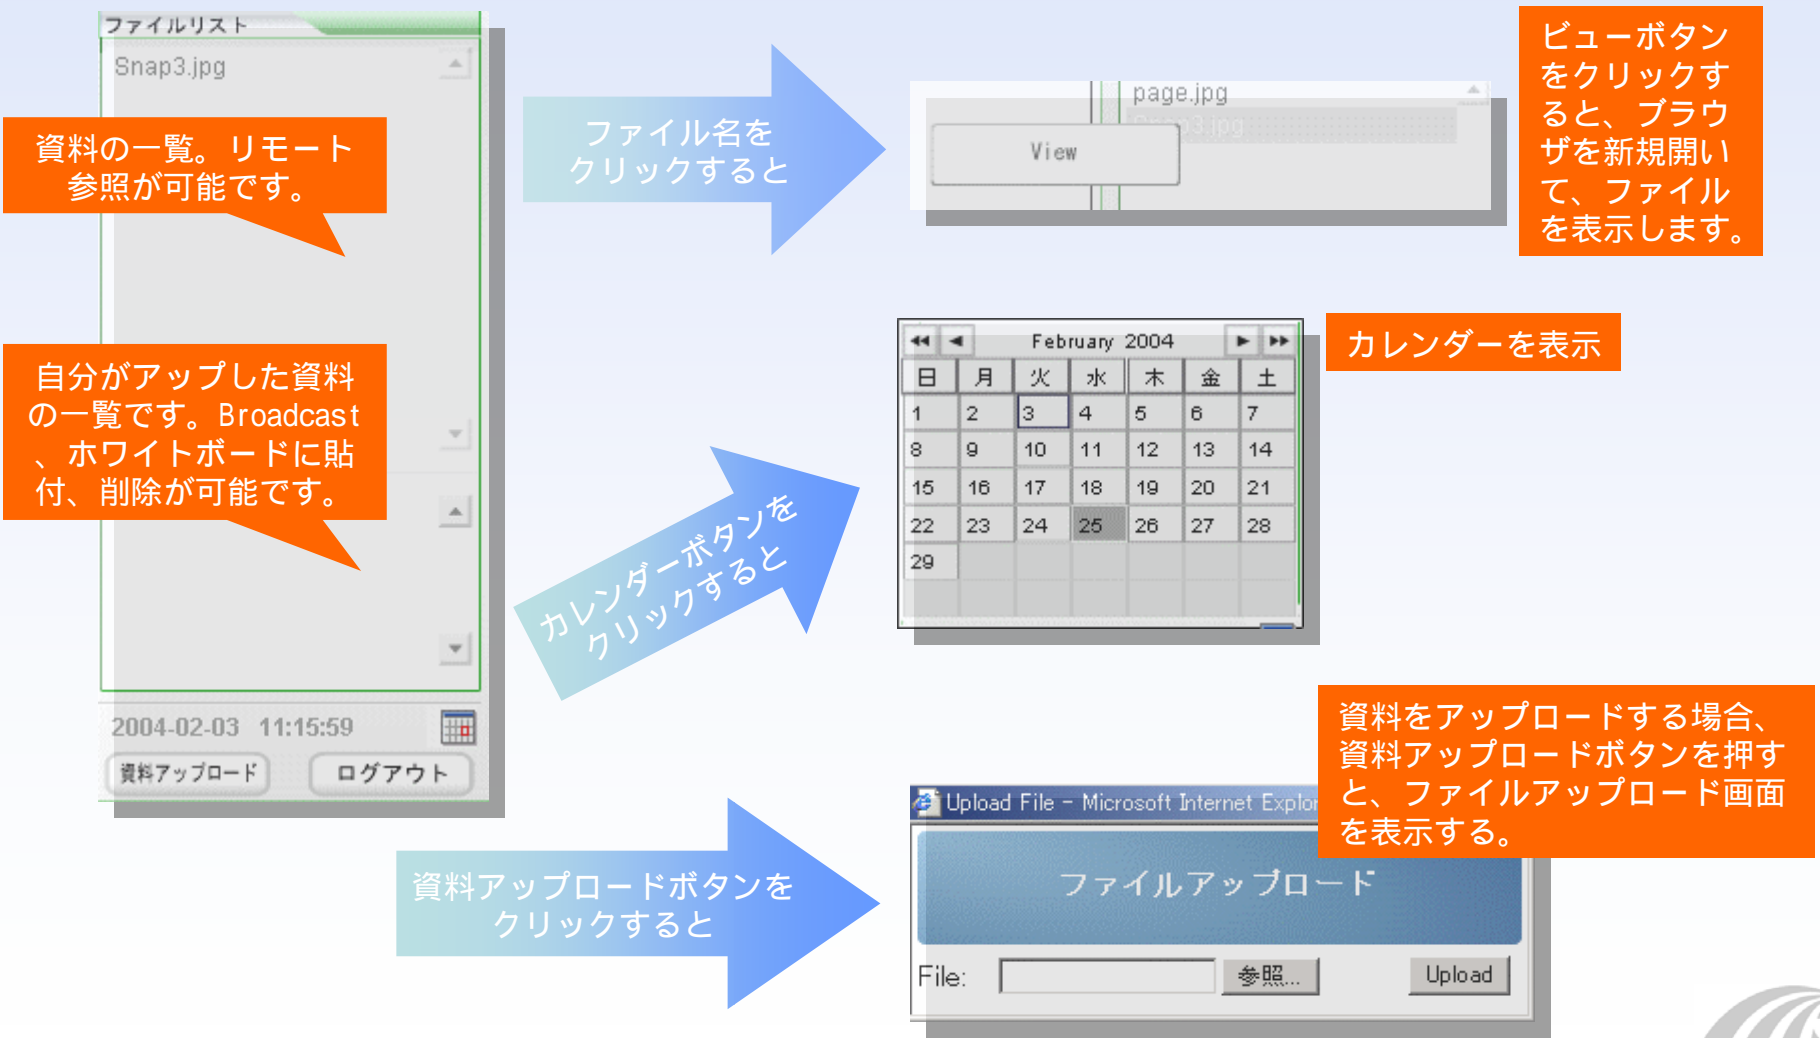 ファイルリスト
Snap3.jpg
資料の一覧。リモート
参照が可能です。
自分がアップした資料
の一覧です。Broadcast
、ホワイトボードに貼
付、削除が可能です。
2004-02-03 11:15:59
資料アップロード
ログアウト
ファイル名を
クリックすると
page.jpg
Snap3.jpg
View
ビューボタン
をクリックす
ると、ブラウ
ザを新規開い
て、ファイル
を表示します。
カレンダーボタンを
クリックすると
February 2004
日 月 火 水 木 金 土
1 2 3 4 5 6 7
8 9 10 11 12 13 14
15 16 17 18 19 20 21
22 23 24 25 26 27 28
29
カレンダーを表示
資料アップロードボタンを
クリックすると
資料をアップロードする場合、
資料アップロードボタンを押す
と、ファイルアップロード画面
を表示する。
Upload File - Microsoft Internet Explor
ファイルアップロード
File:
参照...
Upload